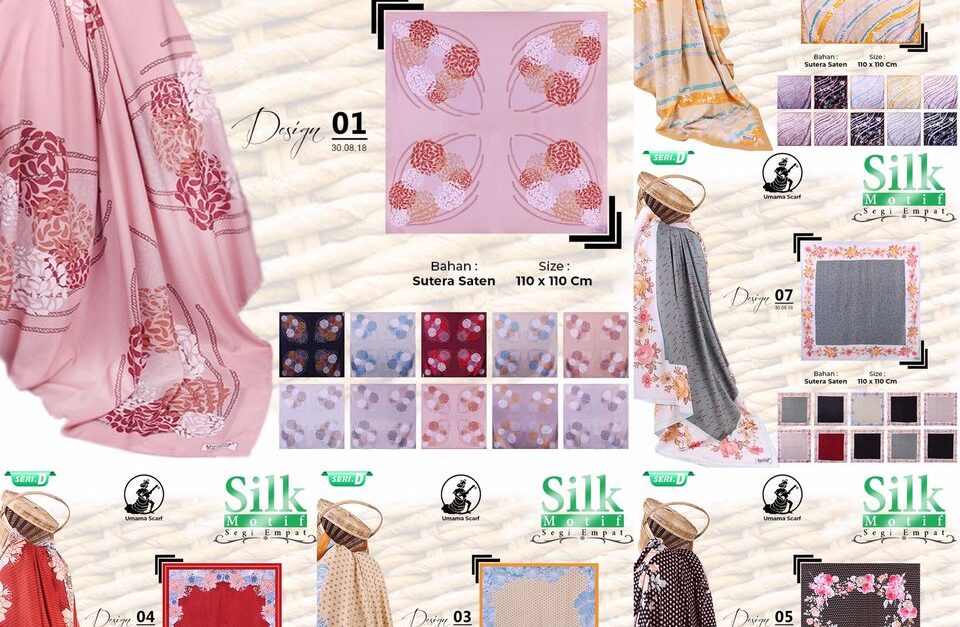 Design 01
30.08.18
Bahan :
Sutera Saten
Size :
110 x 110 Cm
Bahan :
Sutera Saten
Size :
110 x 110 Cm
SERI.D
Umama Scarf
Silk
Motif
Segi Empat
Design 07
30.08.18
Bahan :
Sutera Saten
Size :
110 x 110 Cm
SERI.D
Umama Scarf
Silk
Motif
Segi Empat
Design 04
SERI.D
Umama Scarf
Silk
Motif
Segi Empat
Design 03
SERI.D
Umama Scarf
Silk
Motif
Segi Empat
Design 05